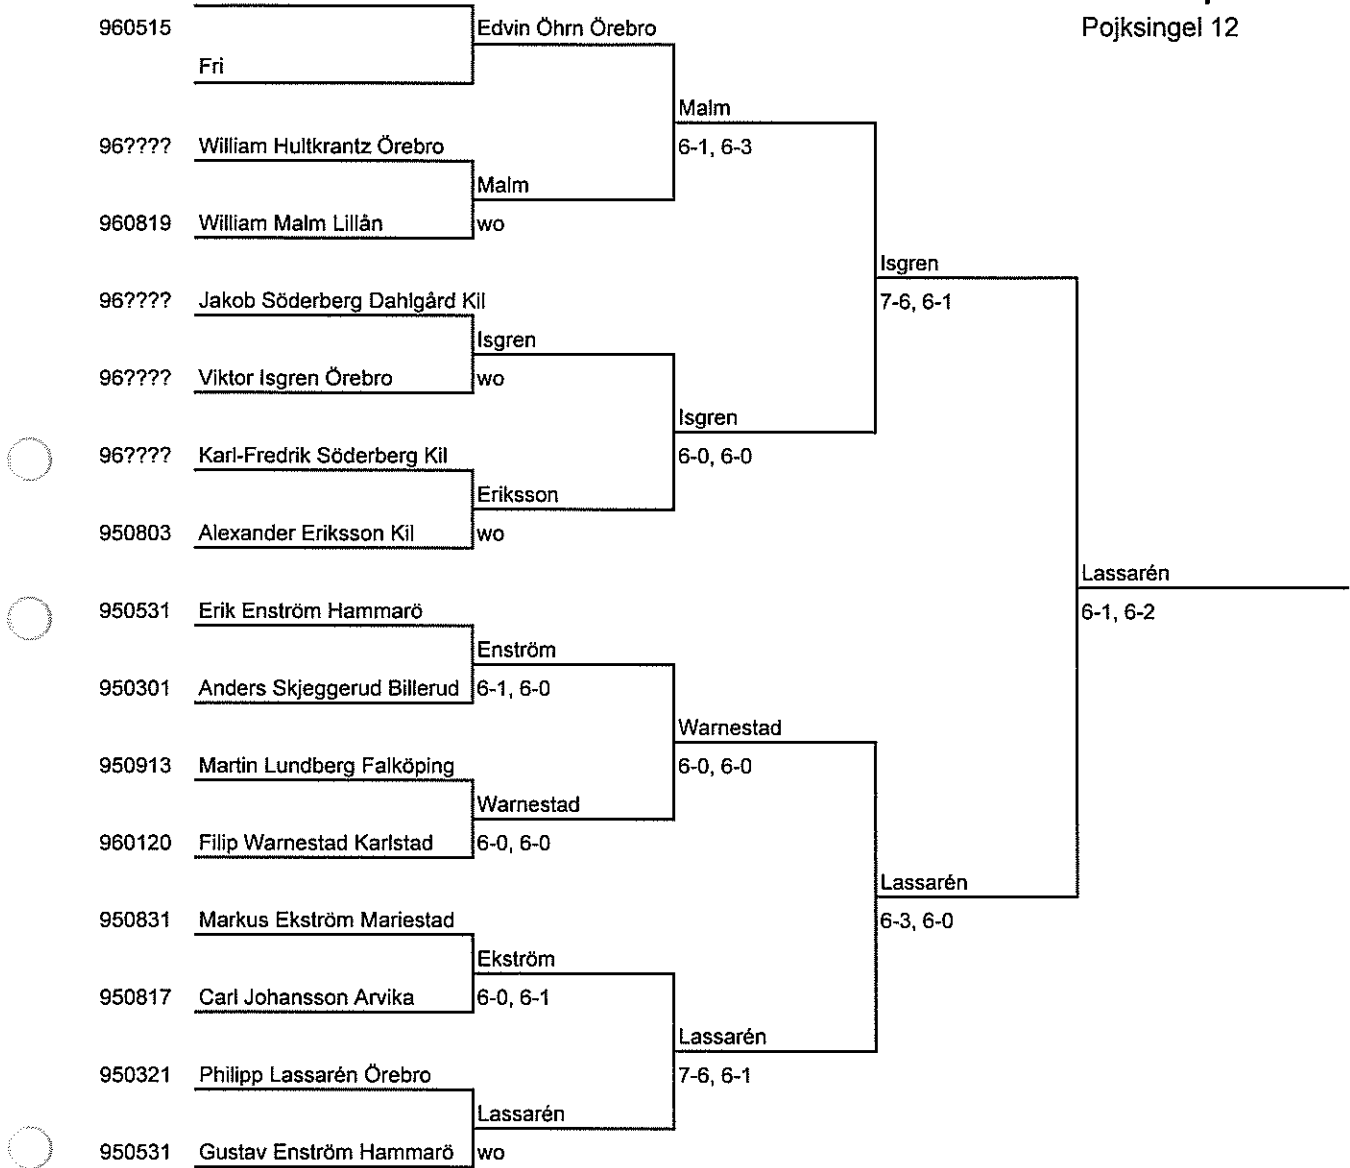 960515 Edvin Öhrn Örebro Pojksingel 12
Fri
Malm
96???? William Hultkrantz Örebro 6-1, 6-3
Malm
960819 William Malm Lillån wo
Isgren
96???? Jakob Söderberg Dahlgård Kil 7-6, 6-1
Isgren
96???? Viktor Isgren Örebro wo
Isgren
96???? Karl-Fredrik Söderberg Kil 6-0, 6-0
Eriksson
950803 Alexander Eriksson Kil wo
Lassarén
950531 Erik Enström Hammarö 6-1, 6-2
Enström
950301 Anders Skjeggerud Billerud 6-1, 6-0
Warnestad
950913 Martin Lundberg Falköping 6-0, 6-0
Warnestad
960120 Filip Warnestad Karlstad 6-0, 6-0
Lassarén
950831 Markus Ekström Mariestad 6-3, 6-0
Ekström
950817 Carl Johansson Arvika 6-0, 6-1
Lassarén
950321 Philipp Lassarén Örebro 7-6, 6-1
Lassarén
950531 Gustav Enström Hammarö wo